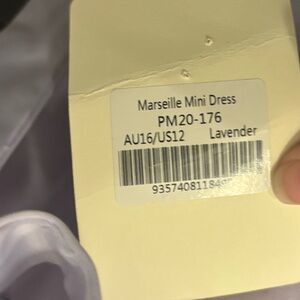 Marseille Mini Dress
PM20-176
AU16/US12 Lavender